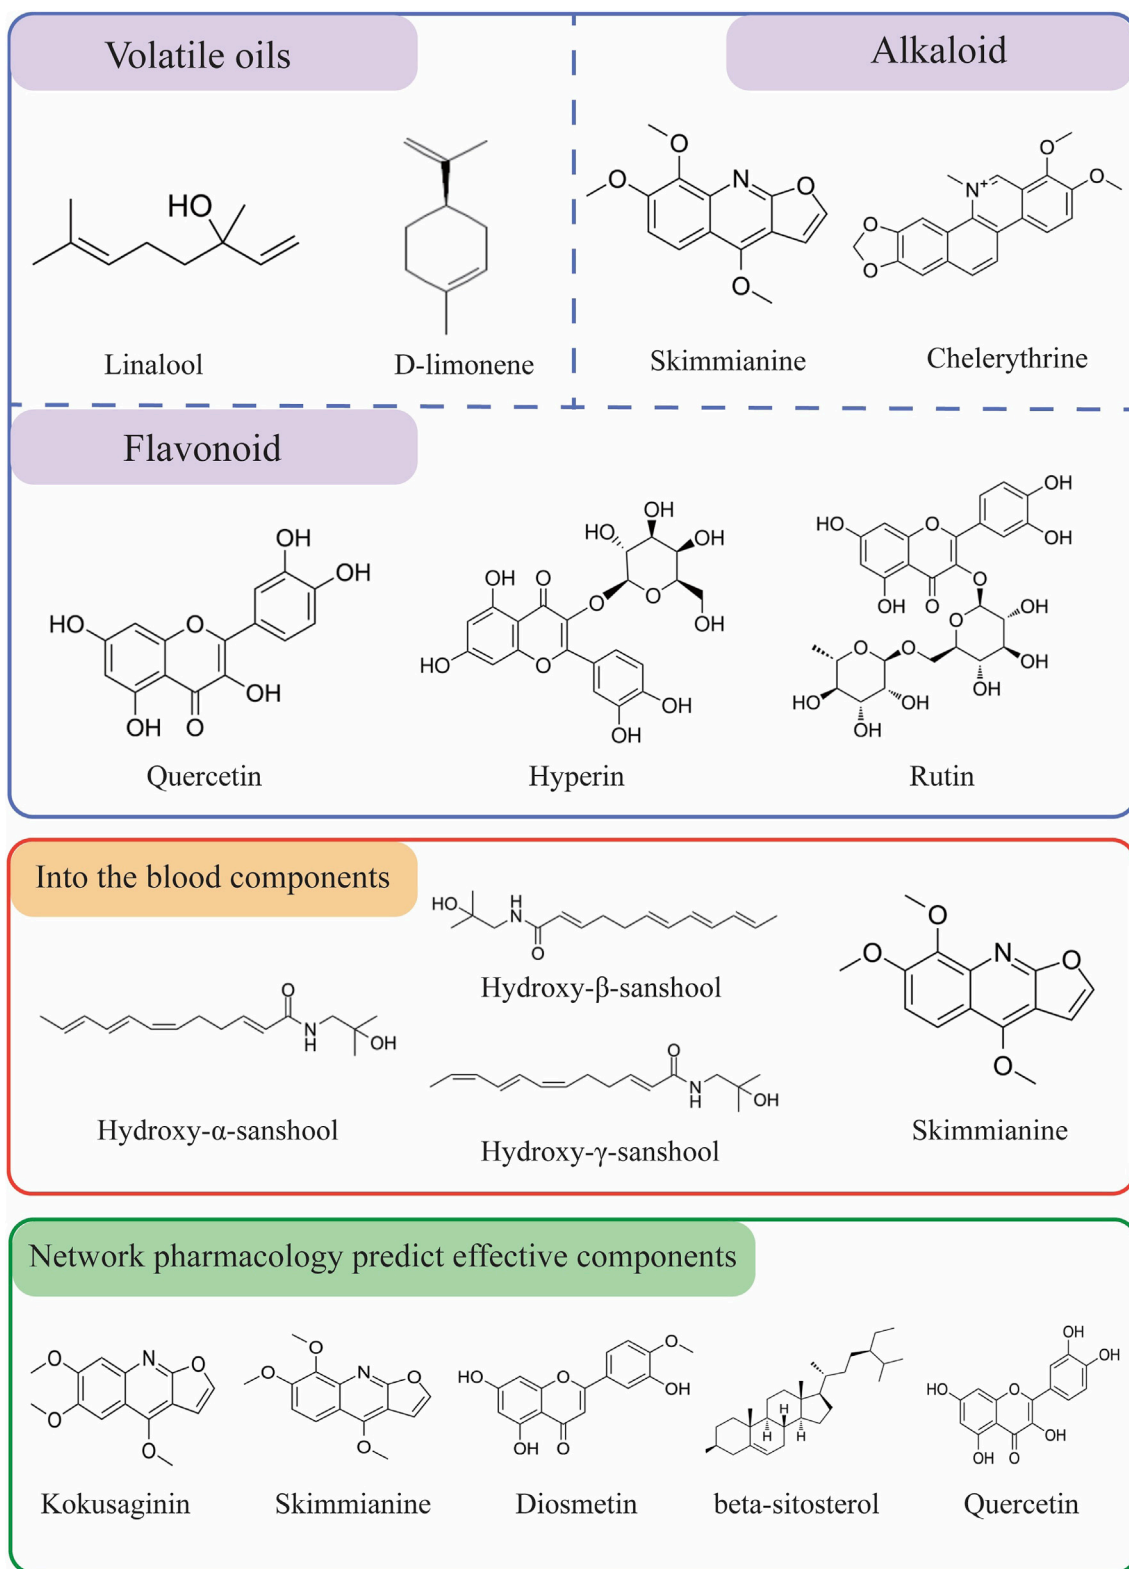 Volatile oils
Alkaloid
HO
Linalool
D-limonene
O
O
N
O
O
Skimmianine
O
O
N+
O
O
Chelerythrine
Flavonoid
OH
OH
HO
O
OH
OH
O
Quercetin
OH
HO
OH
OH
O
O
O
OH
HO
O
OH
OH
Hyperin
OH
HO
O
OH
O
OH
O
O
OH
O
O
OH
HO
OH
OH
OH
Rutin
Into the blood components
HO
H
N
O
Hydroxy-β-sanshool
O
N
H
OH
Hydroxy-α-sanshool
O
N
H
OH
Hydroxy-γ-sanshool
O
O
N
O
O
Skimmianine
Network pharmacology predict effective components
O
N
O
O
O
Kokusaginin
O
O
N
O
O
Skimmianine
O
HO
O
OH
OH
O
Diosmetin
H
H
H
beta-sitosterol
OH
OH
HO
O
OH
OH
O
Quercetin